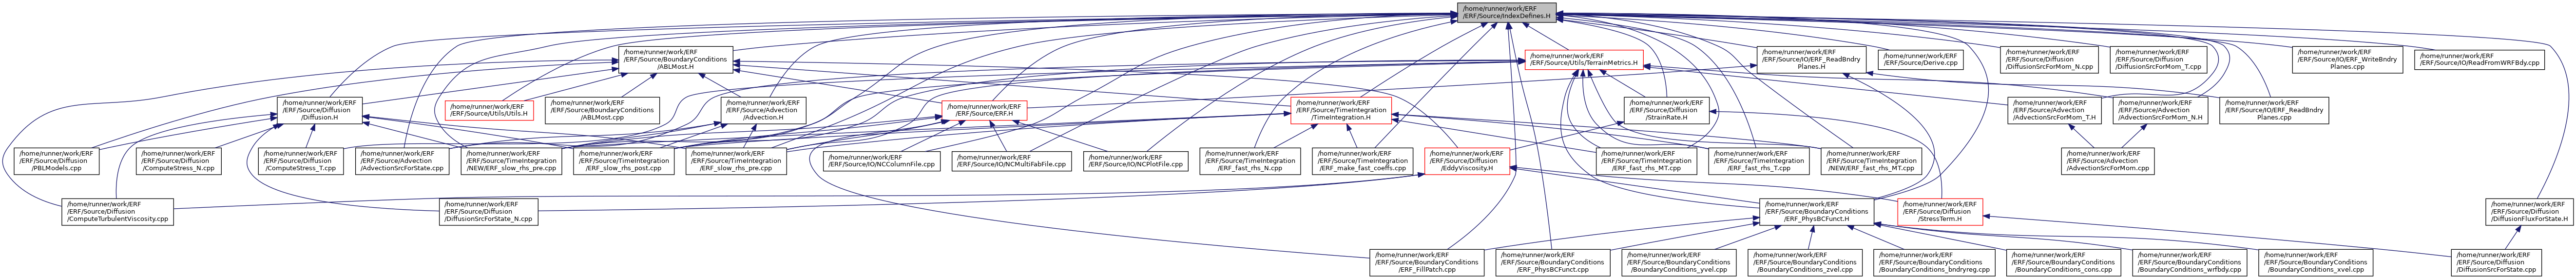 /home/runner/work/ERF
/ERF/Source/IndexDefines.H
/home/runner/work/ERF
/ERF/Source/BoundaryConditions
/ABLMost.H
/home/runner/work/ERF
/ERF/Source/Utils/TerrainMetrics.H
/home/runner/work/ERF
/ERF/Source/IO/ERF_ReadBndry
Planes.H
/home/runner/work/ERF
/ERF/Source/Derive.cpp
/home/runner/work/ERF
/ERF/Source/Diffusion
/DiffusionSrcForMom_N.cpp
/home/runner/work/ERF
/ERF/Source/Diffusion
/DiffusionSrcForMom_T.cpp
/home/runner/work/ERF
/ERF/Source/IO/ERF_WriteBndry
Planes.cpp
/home/runner/work/ERF
/ERF/Source/IO/ReadFromWRFBdy.cpp
/home/runner/work/ERF
/ERF/Source/Diffusion
/Diffusion.H
/home/runner/work/ERF
/ERF/Source/Utils/Utils.H
/home/runner/work/ERF
/ERF/Source/BoundaryConditions
/ABLMost.cpp
/home/runner/work/ERF
/ERF/Source/Advection
/Advection.H
/home/runner/work/ERF
/ERF/Source/ERF.H
/home/runner/work/ERF
/ERF/Source/TimeIntegration
/TimeIntegration.H
/home/runner/work/ERF
/ERF/Source/Diffusion
/StrainRate.H
/home/runner/work/ERF
/ERF/Source/Advection
/AdvectionSrcForMom_T.H
/home/runner/work/ERF
/ERF/Source/Advection
/AdvectionSrcForMom_N.H
/home/runner/work/ERF
/ERF/Source/IO/ERF_ReadBndry
Planes.cpp
/home/runner/work/ERF
/ERF/Source/Diffusion
/PBLModels.cpp
/home/runner/work/ERF
/ERF/Source/Diffusion
/ComputeStress_N.cpp
/home/runner/work/ERF
/ERF/Source/Diffusion
/ComputeStress_T.cpp
/home/runner/work/ERF
/ERF/Source/Advection
/AdvectionSrcForState.cpp
/home/runner/work/ERF
/ERF/Source/TimeIntegration
/NEW/ERF_slow_rhs_pre.cpp
/home/runner/work/ERF
/ERF/Source/TimeIntegration
/ERF_slow_rhs_post.cpp
/home/runner/work/ERF
/ERF/Source/TimeIntegration
/ERF_slow_rhs_pre.cpp
/home/runner/work/ERF
/ERF/Source/IO/NCColumnFile.cpp
/home/runner/work/ERF
/ERF/Source/IO/NCMultiFabFile.cpp
/home/runner/work/ERF
/ERF/Source/IO/NCPlotFile.cpp
/home/runner/work/ERF
/ERF/Source/TimeIntegration
/ERF_fast_rhs_N.cpp
/home/runner/work/ERF
/ERF/Source/TimeIntegration
/ERF_make_fast_coeffs.cpp
/home/runner/work/ERF
/ERF/Source/Diffusion
/EddyViscosity.H
/home/runner/work/ERF
/ERF/Source/TimeIntegration
/ERF_fast_rhs_MT.cpp
/home/runner/work/ERF
/ERF/Source/TimeIntegration
/ERF_fast_rhs_T.cpp
/home/runner/work/ERF
/ERF/Source/TimeIntegration
/NEW/ERF_fast_rhs_MT.cpp
/home/runner/work/ERF
/ERF/Source/Advection
/AdvectionSrcForMom.cpp
/home/runner/work/ERF
/ERF/Source/Diffusion
/ComputeTurbulentViscosity.cpp
/home/runner/work/ERF
/ERF/Source/Diffusion
/DiffusionSrcForState_N.cpp
/home/runner/work/ERF
/ERF/Source/BoundaryConditions
/ERF_PhysBCFunct.H
/home/runner/work/ERF
/ERF/Source/Diffusion
/StressTerm.H
/home/runner/work/ERF
/ERF/Source/Diffusion
/DiffusionFluxForState.H
/home/runner/work/ERF
/ERF/Source/BoundaryConditions
/ERF_FillPatch.cpp
/home/runner/work/ERF
/ERF/Source/BoundaryConditions
/ERF_PhysBCFunct.cpp
/home/runner/work/ERF
/ERF/Source/BoundaryConditions
/BoundaryConditions_yvel.cpp
/home/runner/work/ERF
/ERF/Source/BoundaryConditions
/BoundaryConditions_zvel.cpp
/home/runner/work/ERF
/ERF/Source/BoundaryConditions
/BoundaryConditions_bndryreg.cpp
/home/runner/work/ERF
/ERF/Source/BoundaryConditions
/BoundaryConditions_cons.cpp
/home/runner/work/ERF
/ERF/Source/BoundaryConditions
/BoundaryConditions_wrfbdy.cpp
/home/runner/work/ERF
/ERF/Source/BoundaryConditions
/BoundaryConditions_xvel.cpp
/home/runner/work/ERF
/ERF/Source/Diffusion
/DiffusionSrcForState.cpp